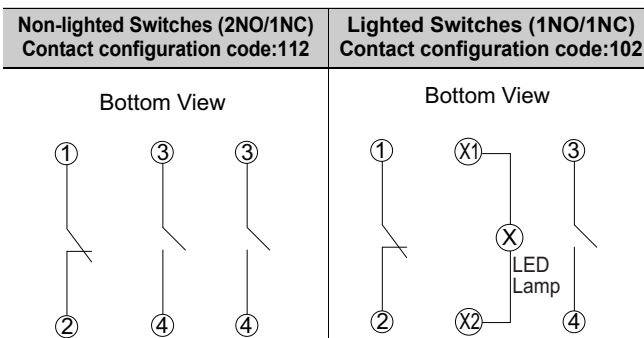 Non-lighted Switches (2NO/1NC)
Contact configuration code:112
Lighted Switches (1NO/1NC)
Contact configuration code:102
Bottom View
1 3 3
2 4 4
Bottom View
1 X1 3
X
LED
Lamp
2 X2 4